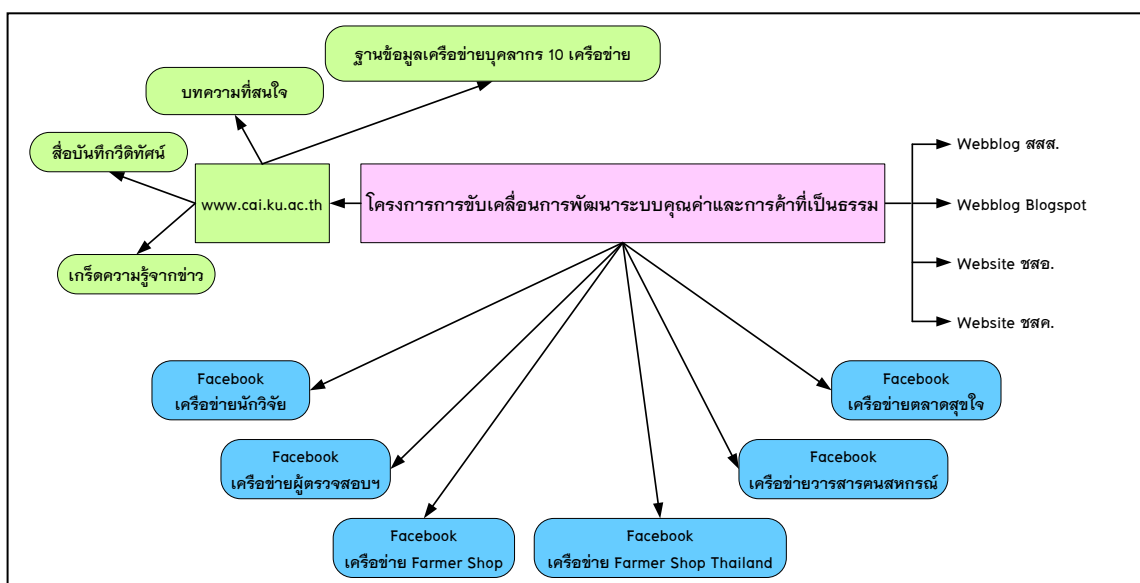 ฐานข้อมูลเครือข่ายบุคลากร 10 เครือข่าย
บทความที่สนใจ
สื่อบันทึกวีดิทัศน์
www.cai.ku.ac.th
เกร็ดความรู้จากข่าว
โครงการการขับเคลื่อนการพัฒนาระบบคุณค่าและการค้าที่เป็นธรรม
Webblog สสส.
Webblog Blogspot
Website ชสอ.
Website ชสค.
Facebook
เครือข่ายนักวิจัย
Facebook
เครือข่ายตลาดสุขใจ
Facebook
เครือข่ายผู้ตรวจสอบฯ
Facebook
เครือข่ายวารสารฅนสหกรณ์
Facebook
เครือข่าย Farmer Shop
Facebook
เครือข่าย Farmer Shop Thailand